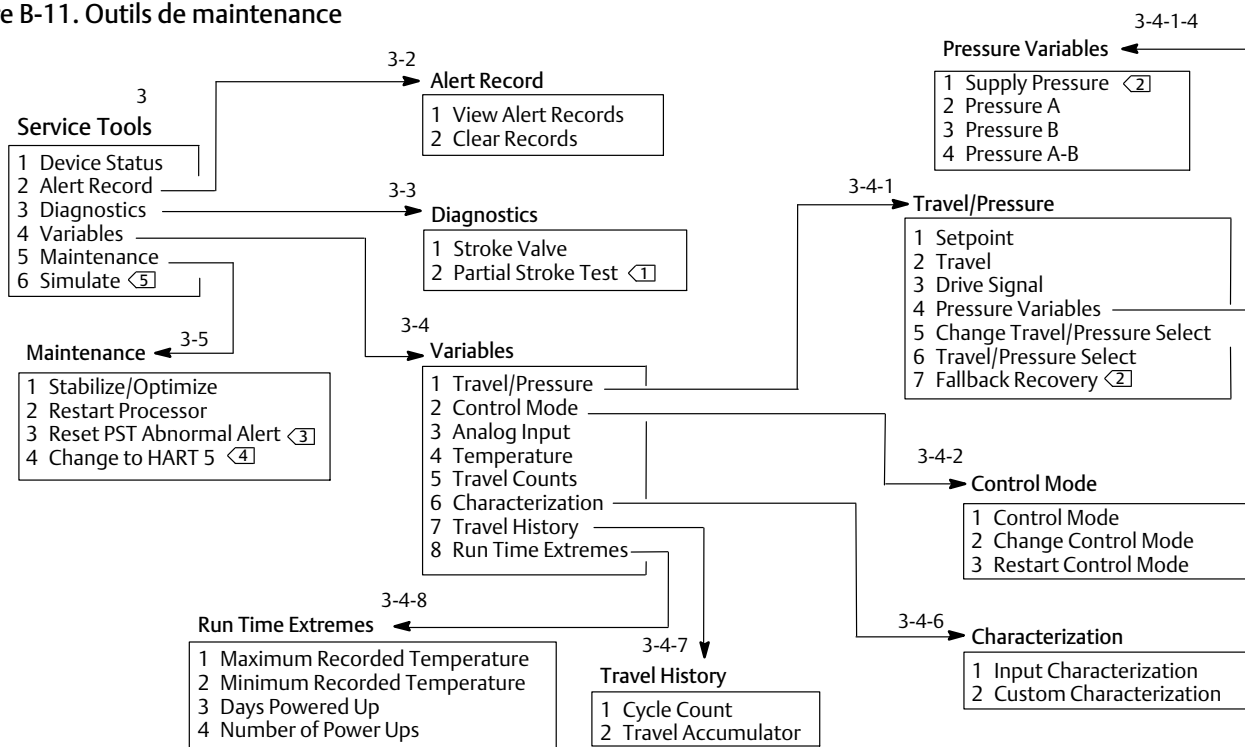 e B-11. Outils de maintenance
3
Service Tools
1 Device Status
2 Alert Record
3 Diagnostics
4 Variables
5 Maintenance
6 Simulate 5
3-2
Alert Record
1 View Alert Records
2 Clear Records
3-3
Diagnostics
1 Stroke Valve
2 Partial Stroke Test 1
3-5
Maintenance
1 Stabilize/Optimize
2 Restart Processor
3 Reset PST Abnormal Alert 3
4 Change to HART 5 4
3-4
Variables
1 Travel/Pressure
2 Control Mode
3 Analog Input
4 Temperature
5 Travel Counts
6 Characterization
7 Travel History
8 Run Time Extremes
3-4-1-4
Pressure Variables
1 Supply Pressure 2
2 Pressure A
3 Pressure B
4 Pressure A-B
3-4-1
Travel/Pressure
1 Setpoint
2 Travel
3 Drive Signal
4 Pressure Variables
5 Change Travel/Pressure Select
6 Travel/Pressure Select
7 Fallback Recovery 2
3-4-2
Control Mode
1 Control Mode
2 Change Control Mode
3 Restart Control Mode
3-4-6
Characterization
1 Input Characterization
2 Custom Characterization
3-4-7
Travel History
1 Cycle Count
2 Travel Accumulator
3-4-8
Run Time Extremes
1 Maximum Recorded Temperature
2 Minimum Recorded Temperature
3 Days Powered Up
4 Number of Power Ups